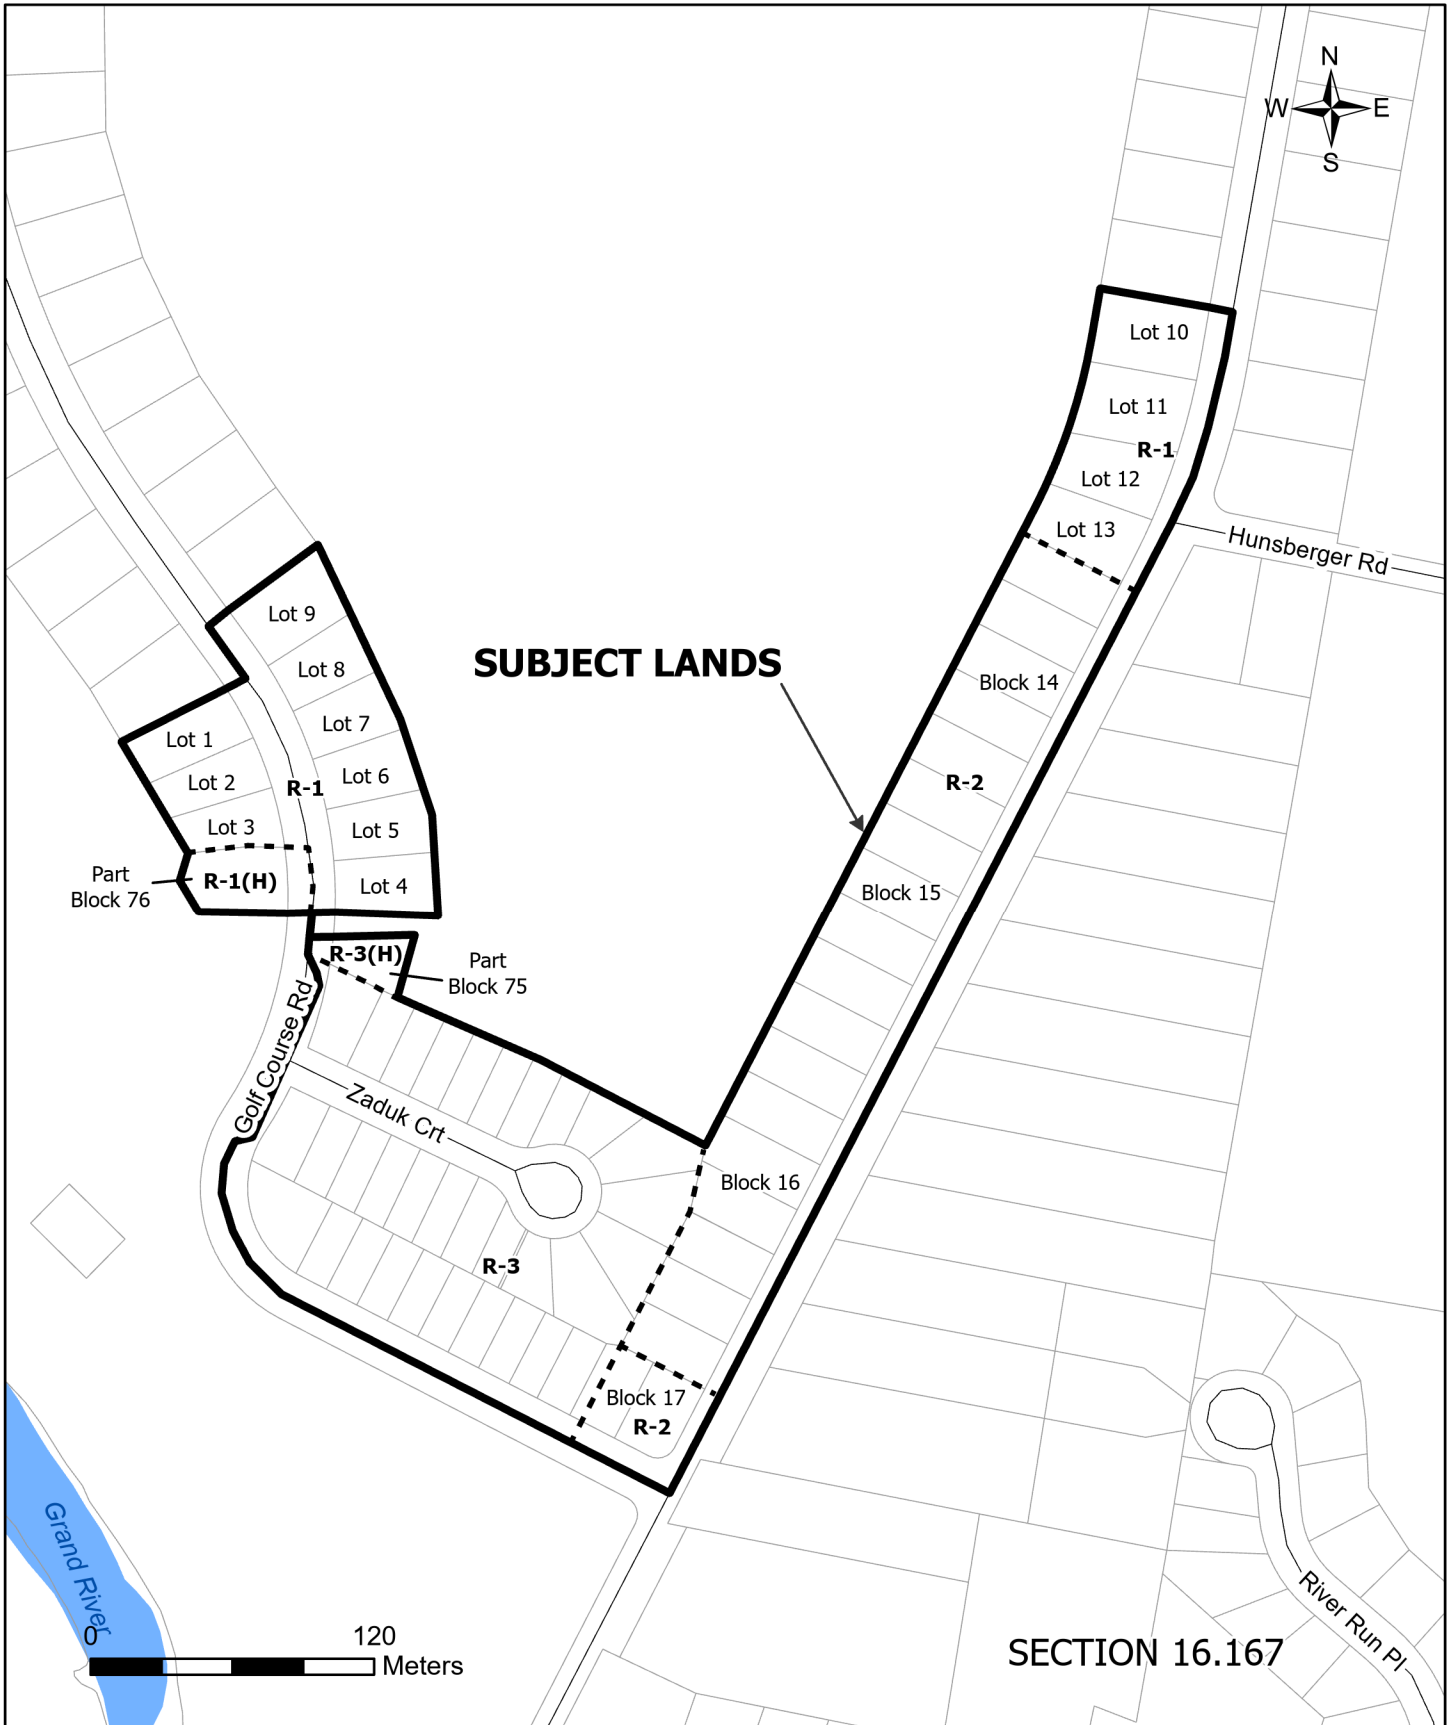 N
W E
S
Lot 10
Lot 11
R-1
Lot 12
Lot 13
Hunsberger Rd
Lot 9
SUBJECT LANDS
Lot 8
Block 14
Lot 7
Lot 1
Lot 6
Lot 2
R-1
R-2
Lot 3
Lot 5
Part
Block 76
R-1(H)
Lot 4
Block 15
R-3(H)
Part
Block 75
Golf Course Rd
Zaduk Crt
Block 16
R-3
Block 17
R-2
Grand River
River Run Pl
0 120
Meters
SECTION 16.167